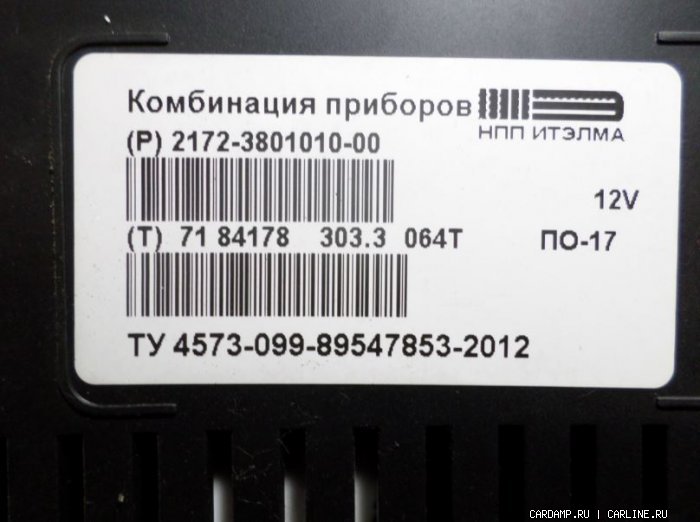 Комбинация приборов
НПП ИТЭЛМА
(P) 2172-3801010-00
12V
(T) 71 84178 303.3 064T ПО-17
ТУ 4573-099-89547853-2012
CARDAMP.RU | CARLINE.RU